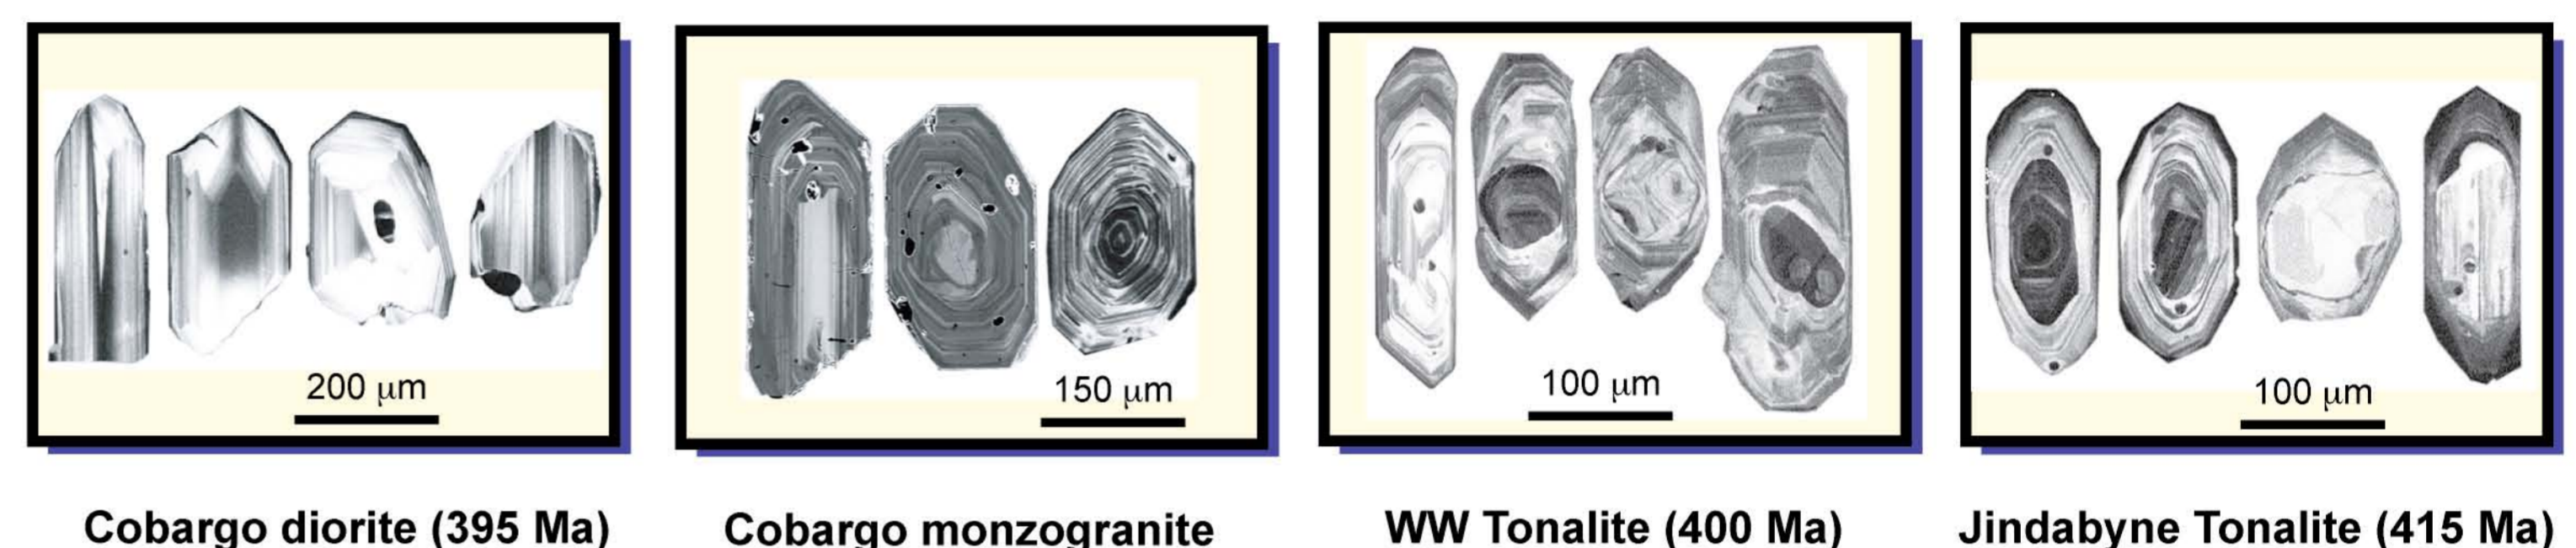 200 μm
150 μm
100 μm
100 μm
Cobargo diorite (395 Ma)
Cobargo monzogranite
WW Tonalite (400 Ma)
Jindabyne Tonalite (415 Ma)